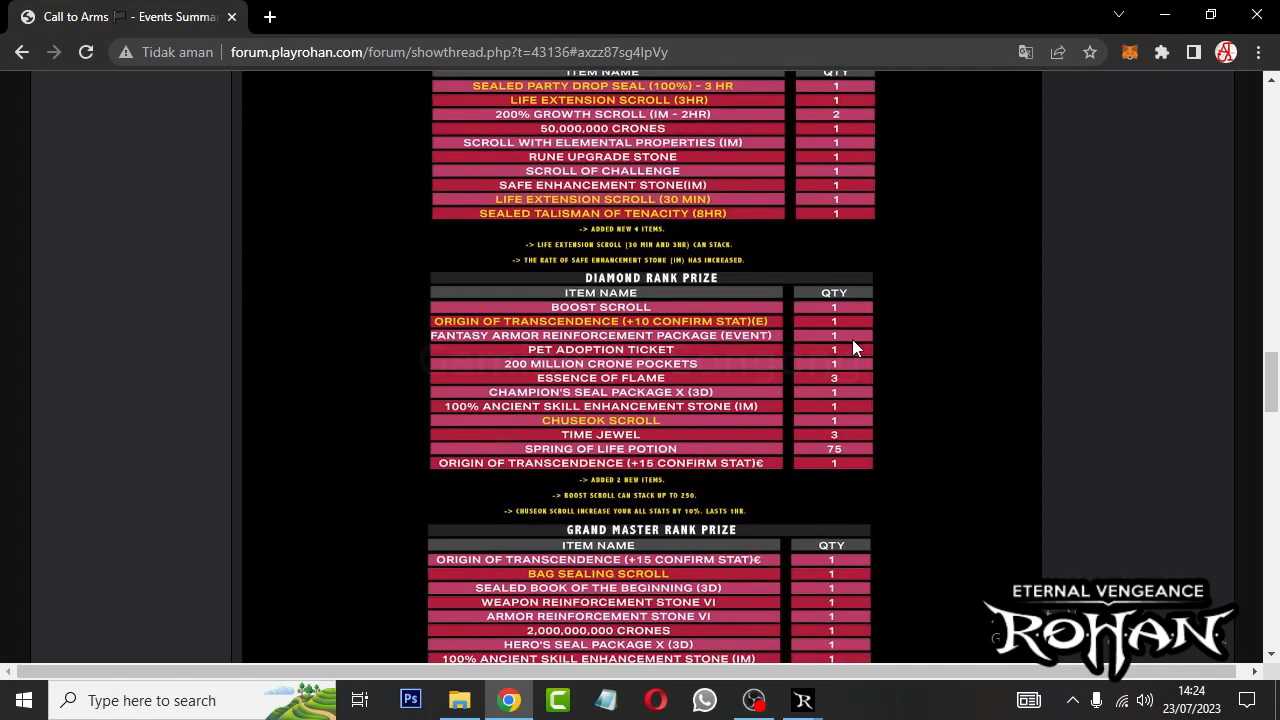 Call to Arms - Events Summa
Tidak aman
forum.playrohan.com/forum/showthread.php?t=43136#axzz87sg4IpVy
ITEM NAME QTY
SEALED PARTY DROP SEAL (100%) - 3 HR 1
LIFE EXTENSION SCROLL (3HR) 1
200% GROWTH SCROLL (IM - 2HR) 2
50,000,000 CRONES 1
SCROLL WITH ELEMENTAL PROPERTIES (IM) 1
RUNE UPGRADE STONE 1
SCROLL OF CHALLENGE 1
SAFE ENHANCEMENT STONE(IM) 1
LIFE EXTENSION SCROLL (30 MIN) 1
SEALED TALISMAN OF TENACITY (8HR) 1
-> ADDED NEW 4 ITEMS.
-> LIFE EXTENSION SCROLL (30 MIN AND 3HR) CAN STACK.
-> THE RATE OF SAFE ENHANCEMENT STONE (IM) HAS INCREASED.
DIAMOND RANK PRIZE
ITEM NAME QTY
BOOST SCROLL 1
ORIGIN OF TRANSCENDENCE (+10 CONFIRM STAT)(E) 1
FANTASY ARMOR REINFORCEMENT PACKAGE (EVENT) 1
PET ADOPTION TICKET 1
200 MILLION CRONE POCKETS 1
ESSENCE OF FLAME 3
CHAMPION'S SEAL PACKAGE X (3D) 1
100% ANCIENT SKILL ENHANCEMENT STONE (IM) 1
CHUSEOK SCROLL 1
TIME JEWEL 3
SPRING OF LIFE POTION 75
ORIGIN OF TRANSCENDENCE (+15 CONFIRM STAT)€ 1
-> ADDED 2 NEW ITEMS.
-> BOOST SCROLL CAN STACK UP TO 250.
-> CHUSEOK SCROLL INCREASE YOUR ALL STATS BY 10%. LASTS 1HR.
GRAND MASTER RANK PRIZE
ITEM NAME QTY
ORIGIN OF TRANSCENDENCE (+15 CONFIRM STAT)€ 1
BAG SEALING SCROLL 1
SEALED BOOK OF THE BEGINNING (3D) 1
WEAPON REINFORCEMENT STONE VI 1
ARMOR REINFORCEMENT STONE VI 1
2,000,000,000 CRONES 1
HERO'S SEAL PACKAGE X (3D) 1
100% ANCIENT SKILL ENHANCEMENT STONE (IM) 1
ETERNAL VENGEANCE
ROHAN
Type here to search
Ps
14:24
23/07/2023